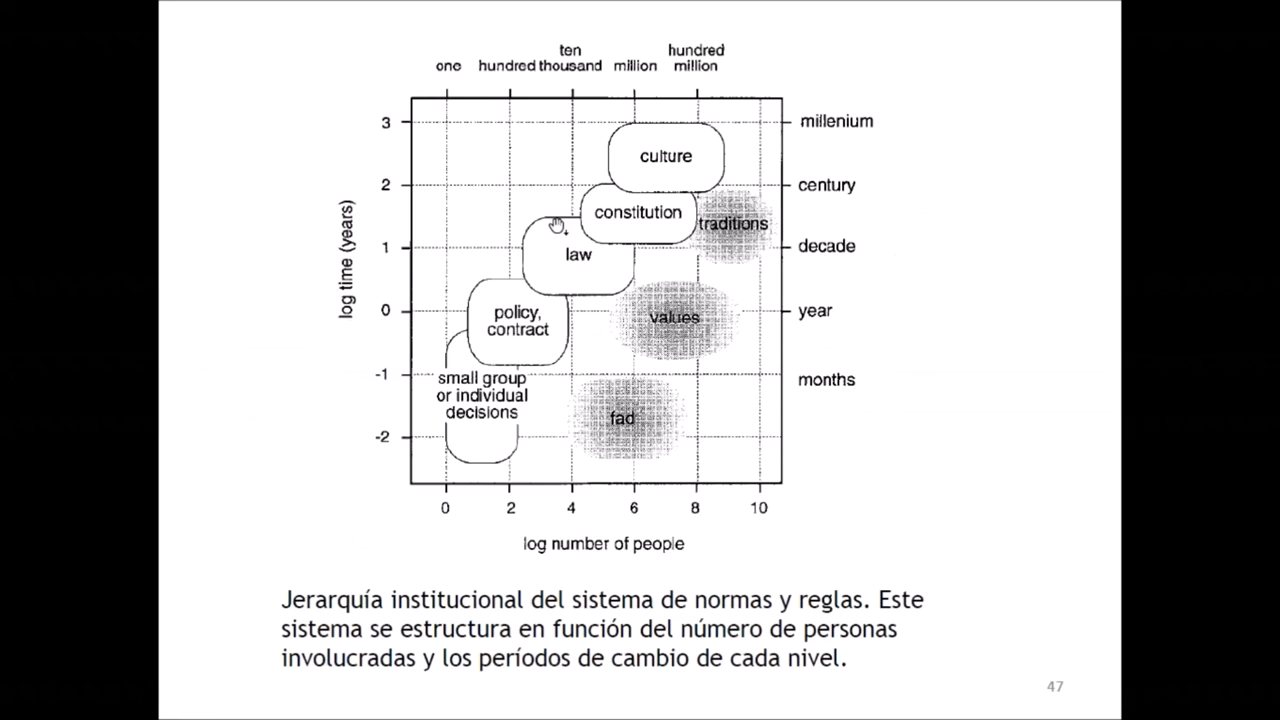 ten
hundred
one
hundred
thousand
million
million
3
millenium
culture
2
century
constitution
traditions
log time (years)
1
decade
law
0
year
policy,
contract
values
-1
months
small group
or individual
decisions
fad
-2
0
2
4
6
8
10
log number of people
Jerarquía institucional del sistema de normas y reglas. Este
sistema se estructura en función del número de personas
involucradas y los períodos de cambio de cada nivel.
47